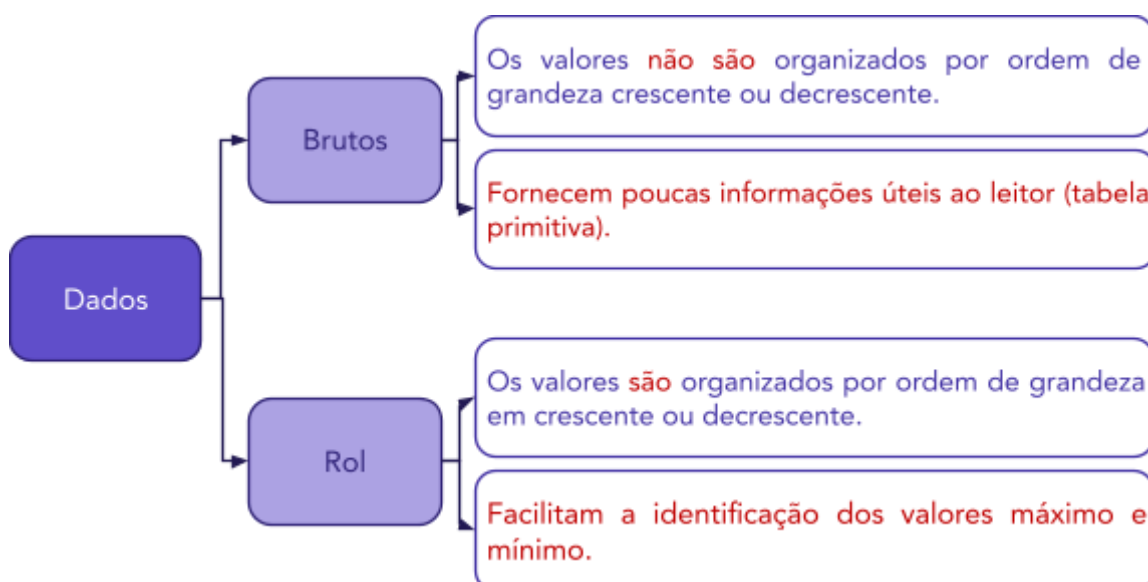 Dados
Brutos
Os valores não são organizados por ordem de
grandeza crescente ou decrescente.
Fornecem poucas informações úteis ao leitor (tabela
primitiva).
Rol
Os valores são organizados por ordem de grandeza
em crescente ou decrescente.
Facilitam a identificação dos valores máximo e
mínimo.